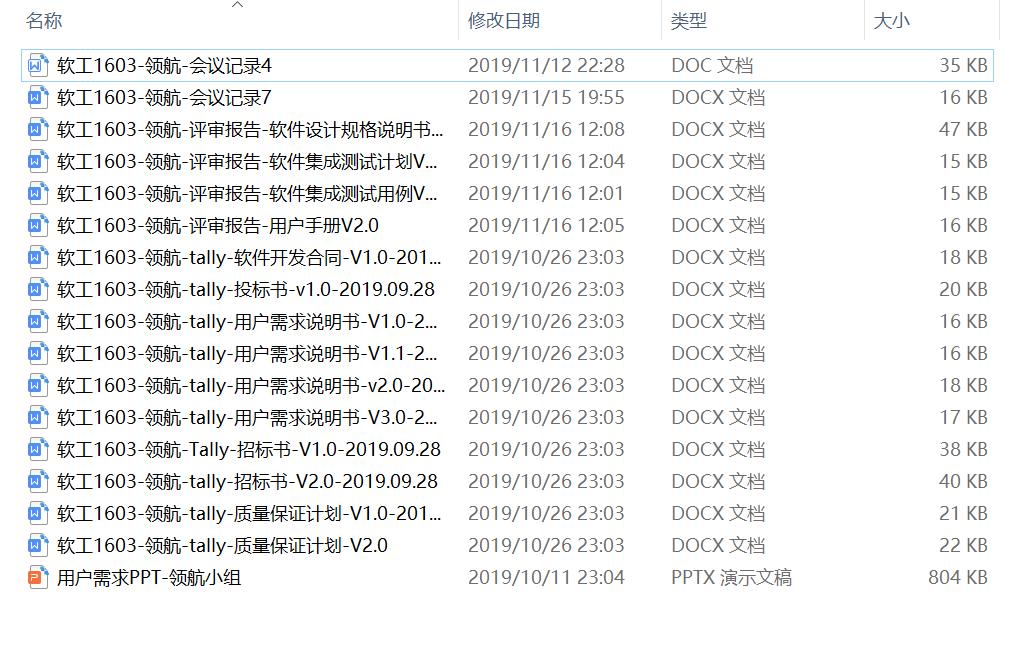 名称 修改日期 类型 大小
软工1603-领航-会议记录4 2019/11/12 22:28 DOC 文档 35 KB
软工1603-领航-会议记录7 2019/11/15 19:55 DOCX 文档 16 KB
软工1603-领航-评审报告-软件设计规格说明书... 2019/11/16 12:08 DOCX 文档 47 KB
软工1603-领航-评审报告-软件集成测试计划V... 2019/11/16 12:04 DOCX 文档 15 KB
软工1603-领航-评审报告-软件集成测试用例V... 2019/11/16 12:01 DOCX 文档 15 KB
软工1603-领航-评审报告-用户手册V2.0 2019/11/16 12:05 DOCX 文档 16 KB
软工1603-领航-tally-软件开发合同-V1.0-201... 2019/10/26 23:03 DOCX 文档 18 KB
软工1603-领航-tally-投标书-v1.0-2019.09.28 2019/10/26 23:03 DOCX 文档 20 KB
软工1603-领航-tally-用户需求说明书-V1.0-2... 2019/10/26 23:03 DOCX 文档 16 KB
软工1603-领航-tally-用户需求说明书-V1.1-2... 2019/10/26 23:03 DOCX 文档 16 KB
软工1603-领航-tally-用户需求说明书-v2.0-20... 2019/10/26 23:03 DOCX 文档 18 KB
软工1603-领航-tally-用户需求说明书-V3.0-2... 2019/10/26 23:03 DOCX 文档 17 KB
软工1603-领航-Tally-招标书-V1.0-2019.09.28 2019/10/26 23:03 DOCX 文档 38 KB
软工1603-领航-tally-招标书-V2.0-2019.09.28 2019/10/26 23:03 DOCX 文档 40 KB
软工1603-领航-tally-质量保证计划-V1.0-201... 2019/10/26 23:03 DOCX 文档 21 KB
软工1603-领航-tally-质量保证计划-V2.0 2019/10/26 23:03 DOCX 文档 22 KB
用户需求PPT-领航小组 2019/10/11 23:04 PPTX 演示文稿 804 KB